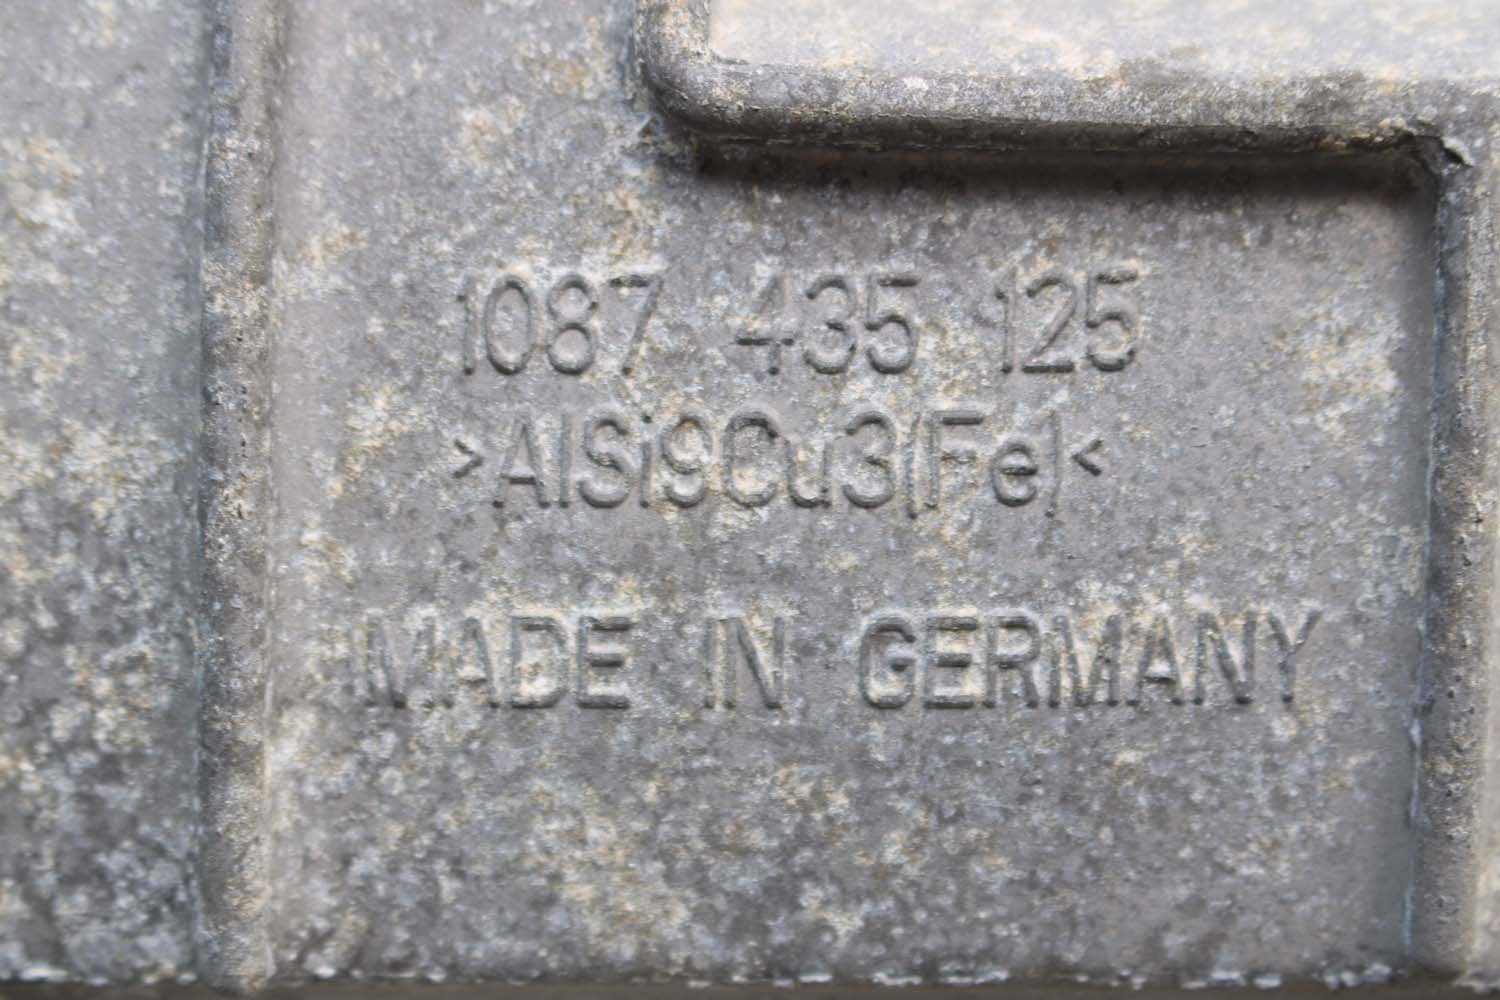 1087 435 125
>AlSi9Cu3(Fe)<
MADE IN GERMANY